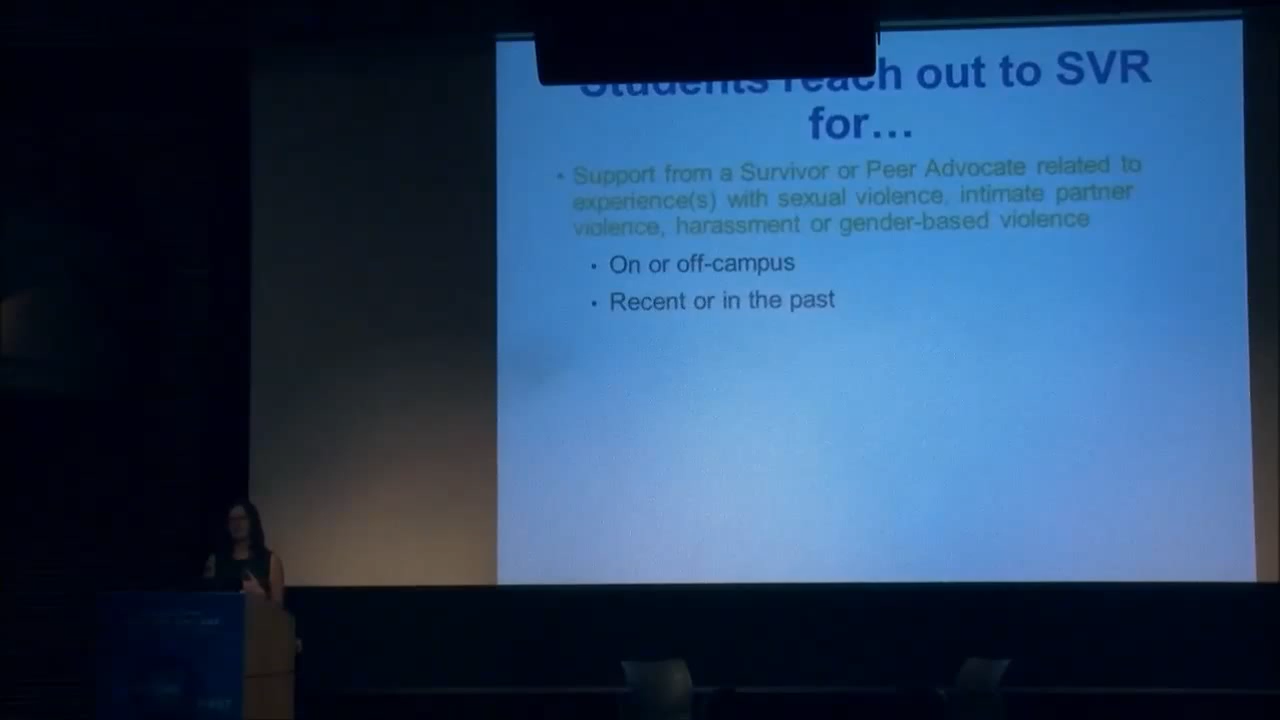 Students reach out to SVR
for…
• Support from a Survivor or Peer Advocate related to
experience(s) with sexual violence, intimate partner
violence, harassment or gender-based violence
• On or off-campus
• Recent or in the past